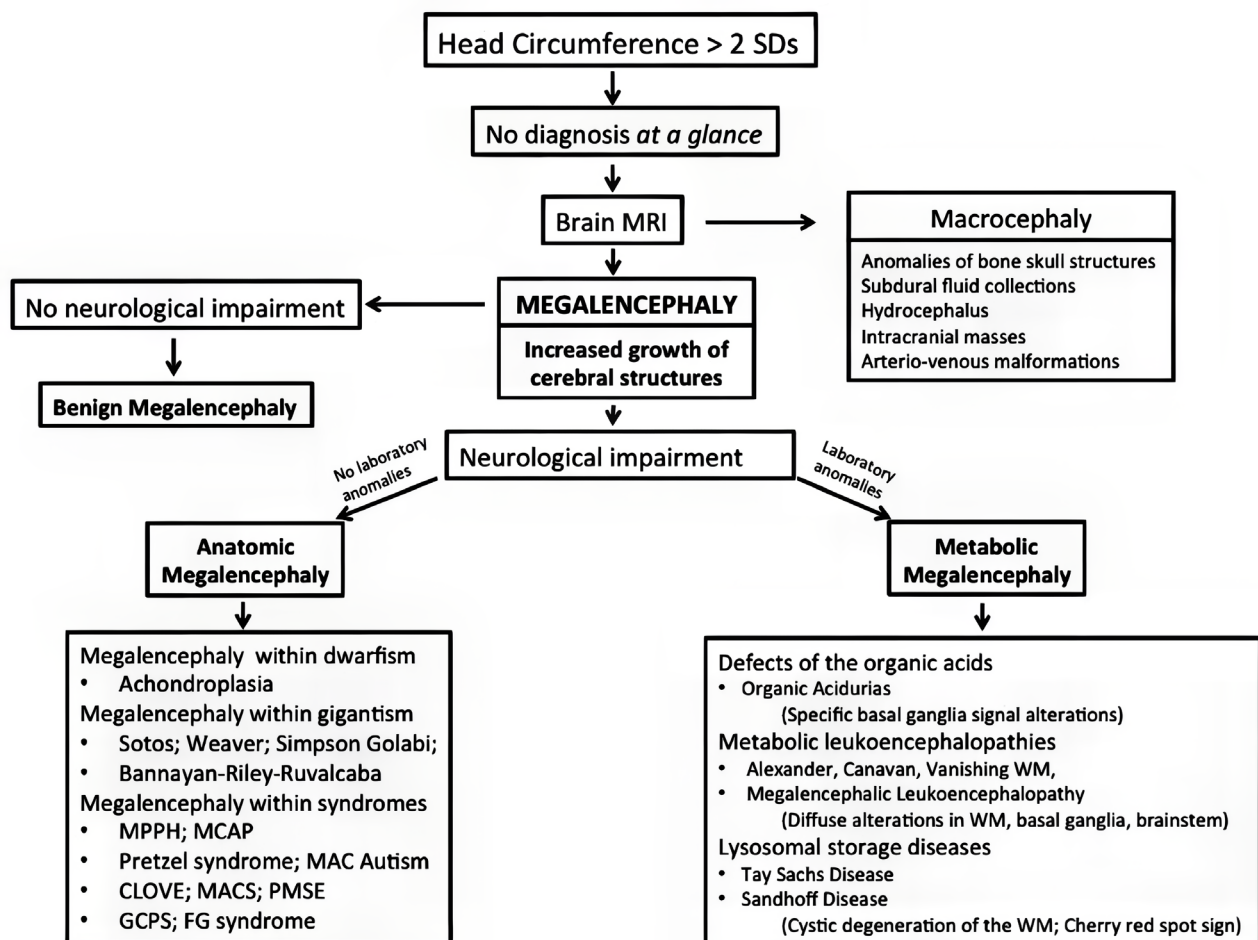 Head Circumference > 2 SDs
No diagnosis at a glance
Brain MRI
Macrocephaly
Anomalies of bone skull structures
Subdural fluid collections
Hydrocephalus
Intracranial masses
Arterio-venous malformations
No neurological impairment
MEGALENCEPHALY
Increased growth of
cerebral structures
Benign Megalencephaly
Neurological impairment
No laboratory
anomalies
Laboratory
anomalies
Anatomic
Megalencephaly
Metabolic
Megalencephaly
Megalencephaly within dwarfism
• Achondroplasia
Megalencephaly within gigantism
• Sotos; Weaver; Simpson Golabi;
• Bannayan-Riley-Ruvalcaba
Megalencephaly within syndromes
• MPPH; MCAP
• Pretzel syndrome; MAC Autism
• CLOVE; MACS; PMSE
• GCPS; FG syndrome
Defects of the organic acids
• Organic Acidurias
(Specific basal ganglia signal alterations)
Metabolic leukoencephalopathies
• Alexander, Canavan, Vanishing WM,
• Megalencephalic Leukoencephalopathy
(Diffuse alterations in WM, basal ganglia, brainstem)
Lysosomal storage diseases
• Tay Sachs Disease
• Sandhoff Disease
(Cystic degeneration of the WM; Cherry red spot sign)